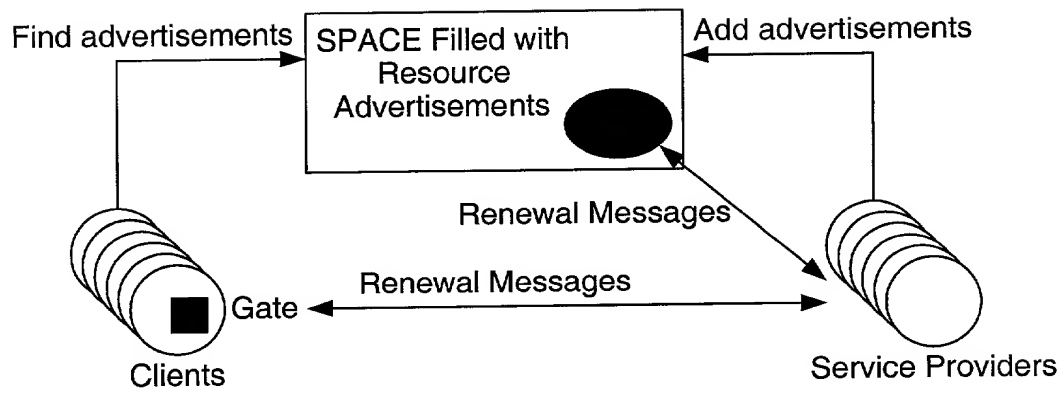 Find advertisements
SPACE Filled with
Resource
Advertisements
Add advertisements
Renewal Messages
Renewal Messages
Gate
Clients
Service Providers